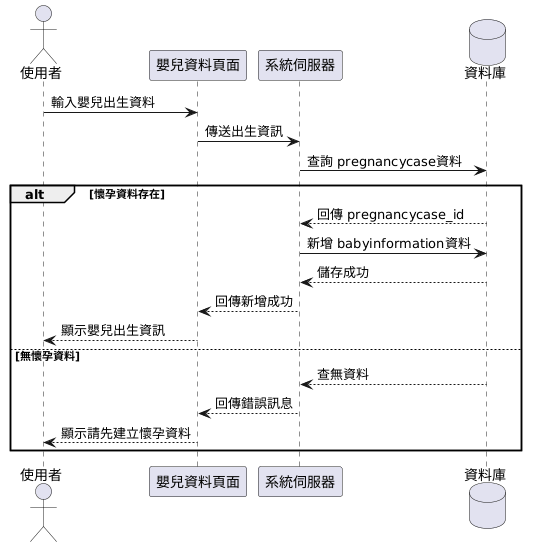 使用者
嬰兒資料頁面
系統伺服器
資料庫
輸入嬰兒出生資料
傳送出生資訊
查詢 pregnancycase資料
alt
[懷孕資料存在]
回傳 pregnancycase_id
新增 babyinformation資料
儲存成功
回傳新增成功
顯示嬰兒出生資訊
[無懷孕資料]
查無資料
回傳錯誤訊息
顯示請先建立懷孕資料
使用者
嬰兒資料頁面
系統伺服器
資料庫